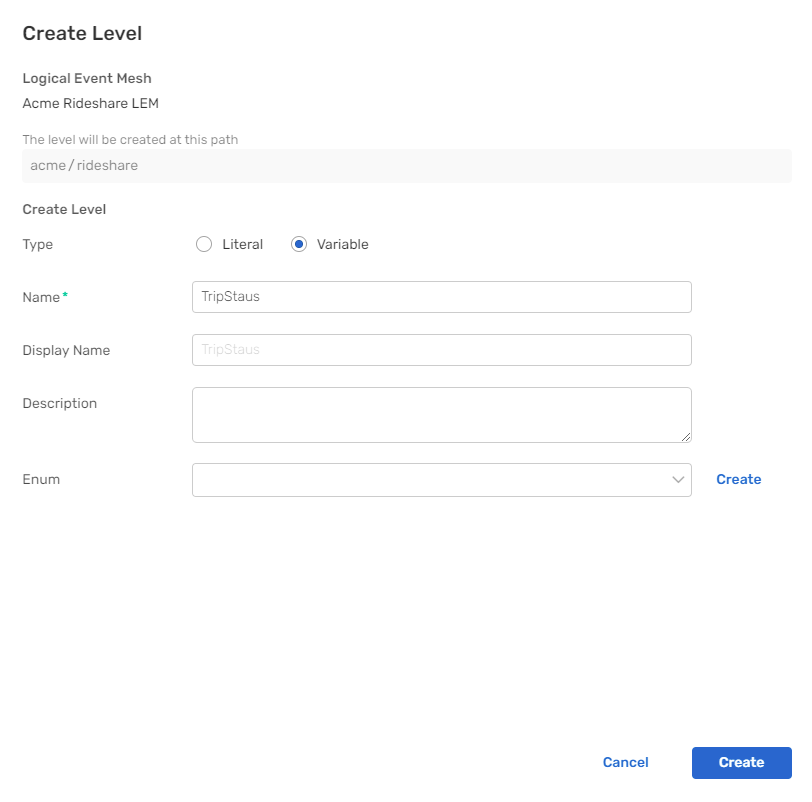 Create Level
Logical Event Mesh
Acme Rideshare LEM
The level will be created at this path
acme / rideshare
Create Level
Type Literal Variable
Name * TripStaus
Display Name TripStaus
Description
Enum Create
Cancel Create